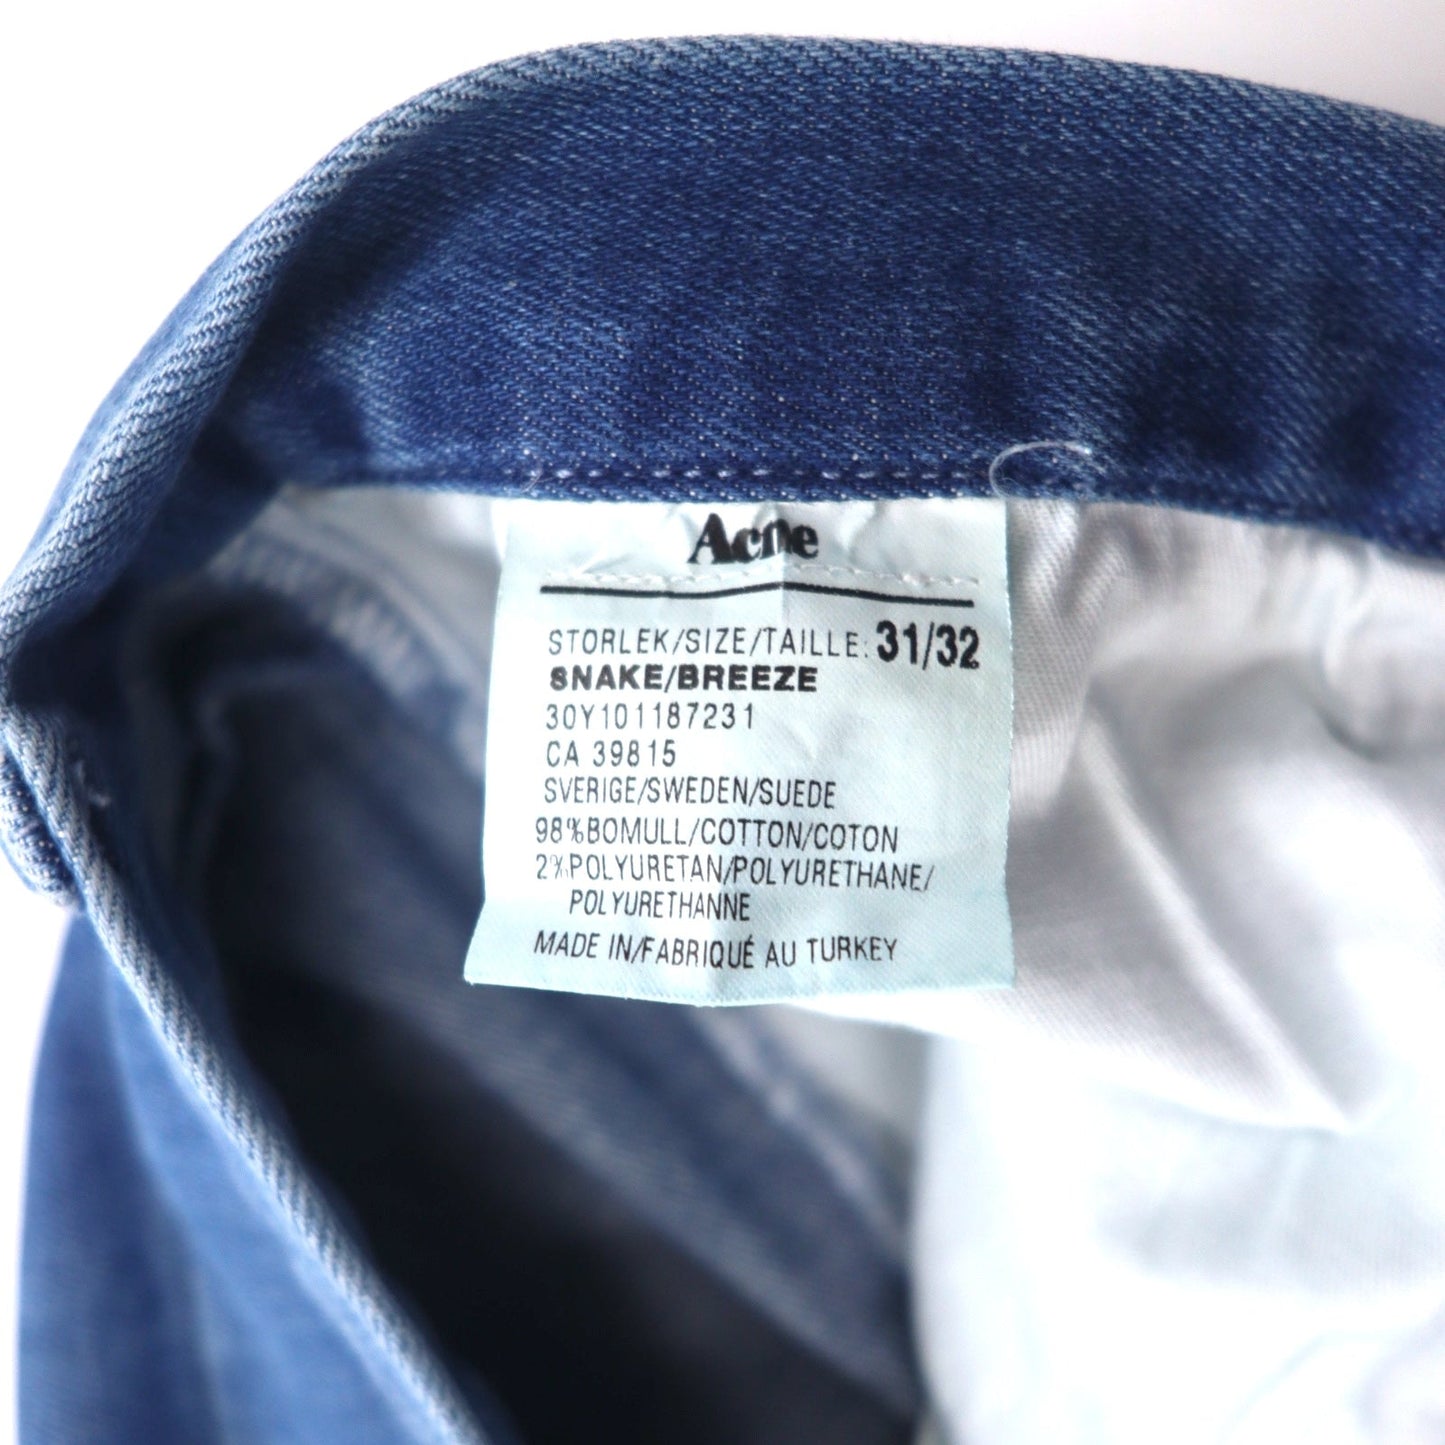 Acne
STORLEK/SIZE/TAILLE: 31/32
SNAKE/BREEZE
30Y101187231
CA 39815
SVERIGE/SWEDEN/SUEDE
98%BOMULL/COTTON/COTON
2%POLYURETAN/POLYURETHANE/
POLYURETHANNE
MADE IN/FABRIQUÉ AU TURKEY